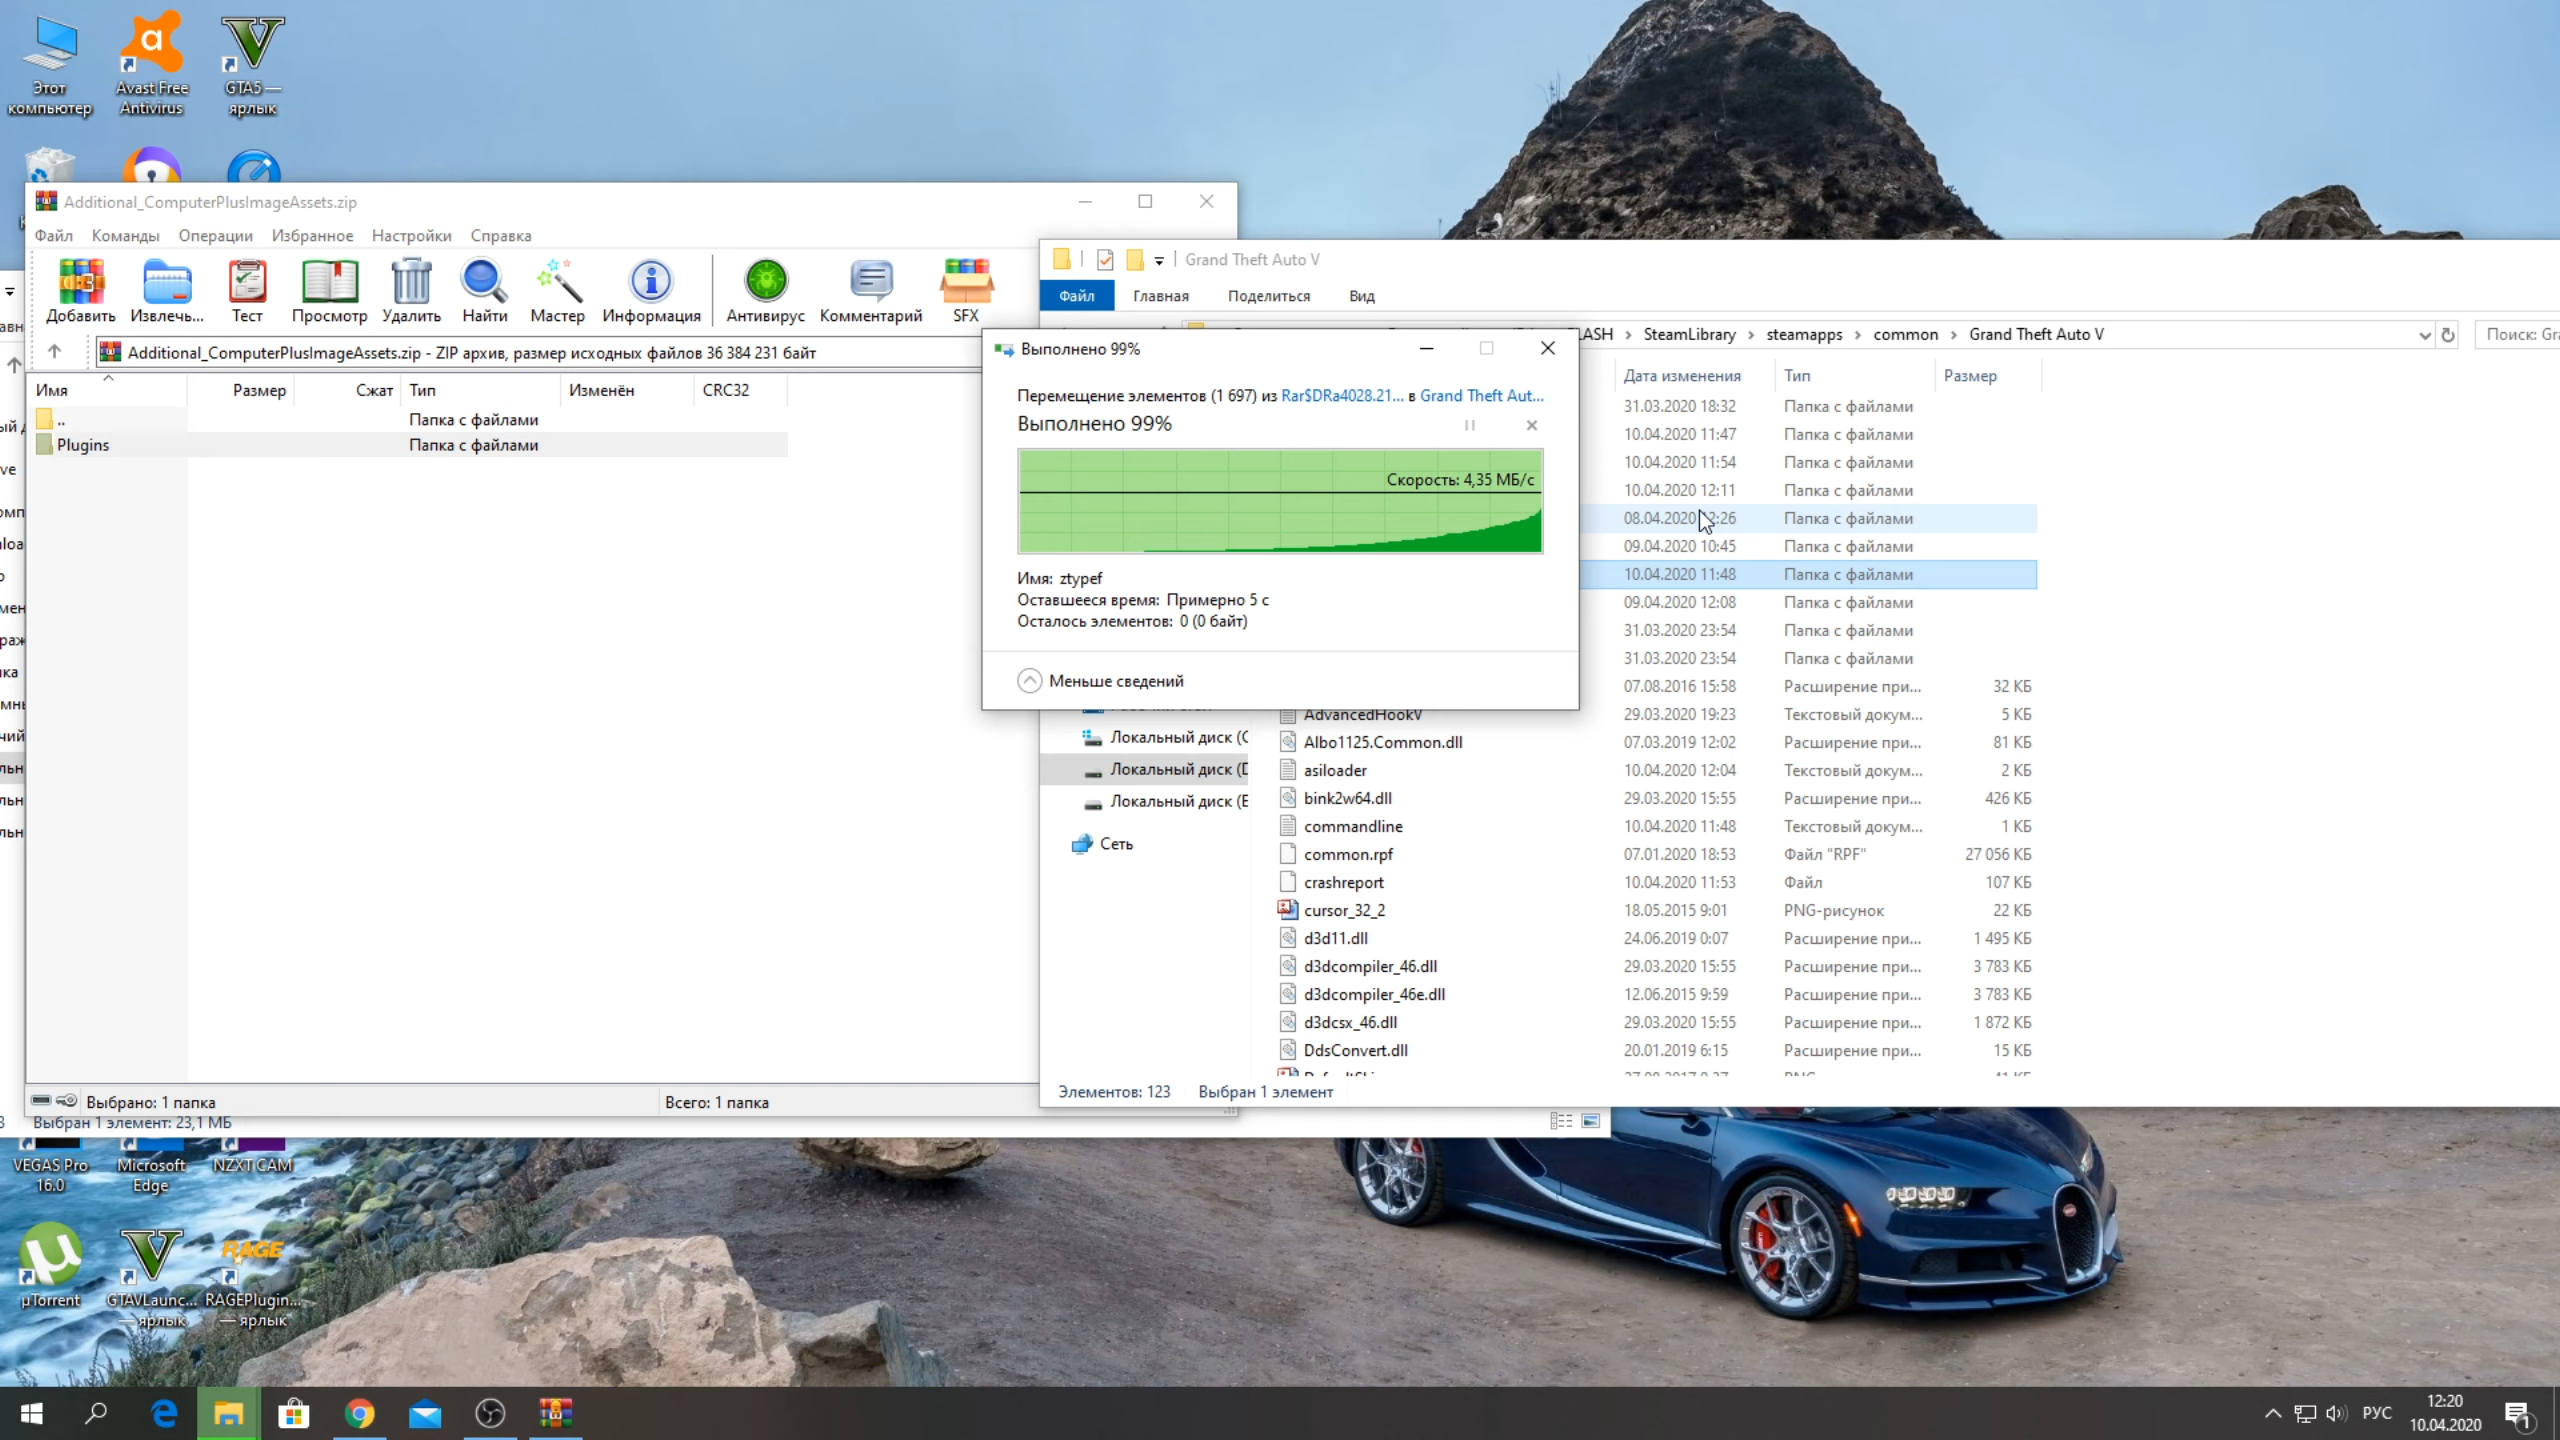 Этот
компьютер
Avast Free
Antivirus
GTA5 —
ярлык
Additional_ComputerPlusImageAssets.zip
Файл Команды Операции Избранное Настройки Справка
Добавить Извлечь... Тест Просмотр Удалить Найти Мастер Информация Антивирус Комментарий SFX
Additional_ComputerPlusImageAssets.zip - ZIP архив, размер исходных файлов 36 384 231 байт
Имя Размер Сжат Тип Изменён CRC32
.. Папка с файлами
Plugins Папка с файлами
Выбрано: 1 папка
Всего: 1 папка
Выбран 1 элемент: 23,1 МБ
Grand Theft Auto V
Файл Главная Поделиться Вид
LASH › SteamLibrary › steamapps › common › Grand Theft Auto V
Поиск: Gr
Выполнено 99%
Перемещение элементов (1 697) из Rar$DRa4028.21... в Grand Theft Aut...
Выполнено 99%
Скорость: 4,35 МБ/с
Имя: ztypef
Оставшееся время: Примерно 5 с
Осталось элементов: 0 (0 байт)
Меньше сведений
Дата изменения Тип Размер
31.03.2020 18:32 Папка с файлами
10.04.2020 11:47 Папка с файлами
10.04.2020 11:54 Папка с файлами
10.04.2020 12:11 Папка с файлами
08.04.2020 2:26 Папка с файлами
09.04.2020 10:45 Папка с файлами
10.04.2020 11:48 Папка с файлами
09.04.2020 12:08 Папка с файлами
31.03.2020 23:54 Папка с файлами
31.03.2020 23:54 Папка с файлами
07.08.2016 15:58 Расширение при... 32 КБ
AdvancedHookV 29.03.2020 19:23 Текстовый докум... 5 КБ
Albo1125.Common.dll 07.03.2019 12:02 Расширение при... 81 КБ
asiloader 10.04.2020 12:04 Текстовый докум... 2 КБ
bink2w64.dll 29.03.2020 15:55 Расширение при... 426 КБ
commandline 10.04.2020 11:48 Текстовый докум... 1 КБ
common.rpf 07.01.2020 18:53 Файл "RPF" 27 056 КБ
crashreport 10.04.2020 11:53 Файл 107 КБ
cursor_32_2 18.05.2015 9:01 PNG-рисунок 22 КБ
d3d11.dll 24.06.2019 0:07 Расширение при... 1 495 КБ
d3dcompiler_46.dll 29.03.2020 15:55 Расширение при... 3 783 КБ
d3dcompiler_46e.dll 12.06.2015 9:59 Расширение при... 3 783 КБ
d3dcsx_46.dll 29.03.2020 15:55 Расширение при... 1 872 КБ
DdsConvert.dll 20.01.2019 6:15 Расширение при... 15 КБ
Локальный диск (C
Локальный диск (D
Локальный диск (E
Сеть
Элементов: 123 Выбран 1 элемент
VEGAS Pro
16.0
Microsoft
Edge
NZXT CAM
µTorrent
GTAVLaunc...
— ярлык
RAGE
RAGEPlugin...
— ярлык
РУС
12:20
10.04.2020
1